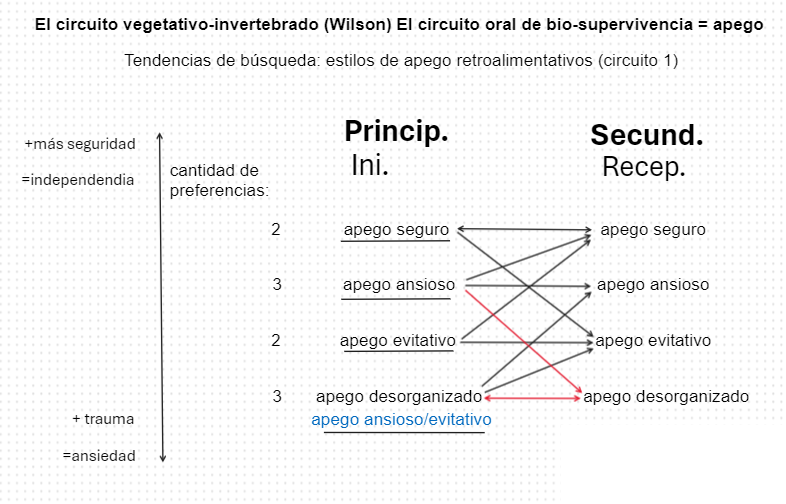 El circuito vegetativo-invertebrado (Wilson) El circuito oral de bio-supervivencia = apego
Tendencias de búsqueda: estilos de apego retroalimentativos (circuito 1)
Princip.
Secund.
Ini.
Recep.
+más seguridad
=independendia
cantidad de
preferencias:
2
apego seguro
apego seguro
3
apego ansioso
apego ansioso
2
apego evitativo
apego evitativo
3
apego desorganizado
apego desorganizado
apego ansioso/evitativo
+ trauma
=ansiedad